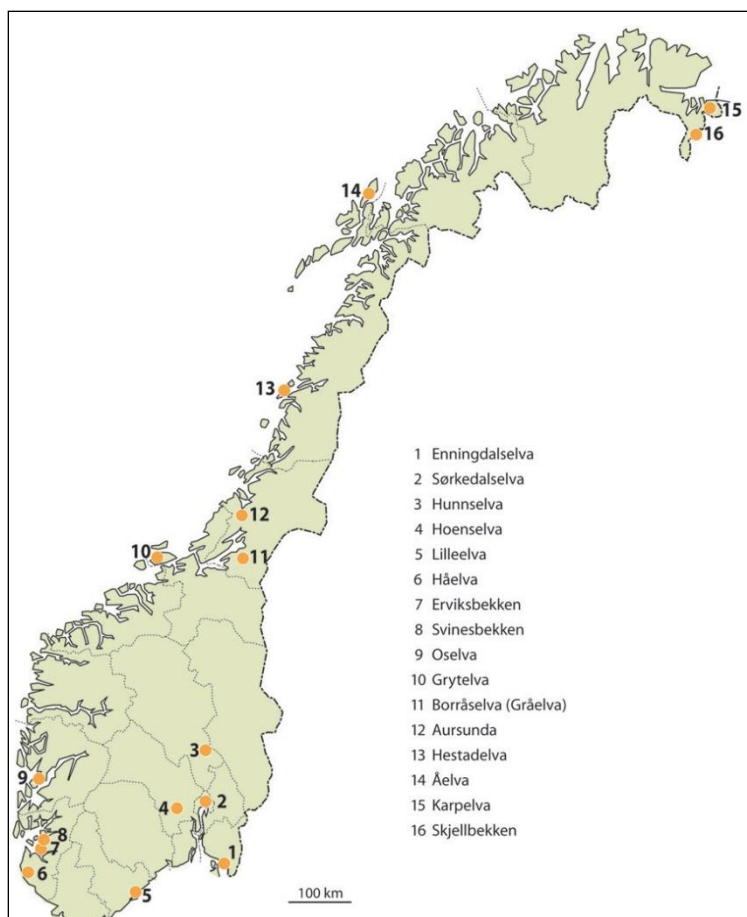 15
16
14
13
12
10
11
3
9
2
4
8
7
1
6
5
100 km
1 Enningdalselva
2 Sørkedalselva
3 Hunnselva
4 Hoenselva
5 Lilleelva
6 Håelva
7 Erviksbekken
8 Svinesbekken
9 Oselva
10 Grytelva
11 Borråselva (Gråelva)
12 Aursunda
13 Hestadelva
14 Åelva
15 Karpelva
16 Skjellbekken